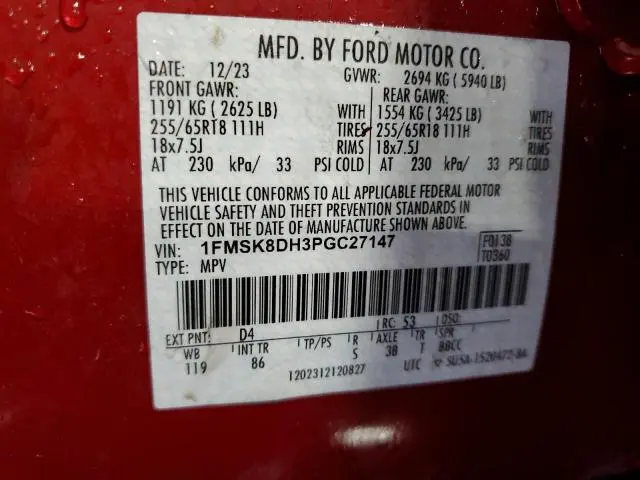 MFD. BY FORD MOTOR CO.
DATE: 12/23 GVWR: 2694 KG ( 5940 LB)
FRONT GAWR: REAR GAWR:
1191 KG ( 2625 LB) WITH 1554 KG ( 3425 LB) WITH
255/65RT8 111H TIRES 255/65R18 111H TIRES
18x7.5J RIMS 18x7.5J RIMS
AT 230 kPa/ 33 PSI COLD AT 230 kPa/ 33 PSI COLD
THIS VEHICLE CONFORMS TO ALL APPLICABLE FEDERAL MOTOR
VEHICLE SAFETY AND THEFT PREVENTION STANDARDS IN
EFFECT ON THE DATE OF MANUFACTURE SHOWN ABOVE.
VIN: 1FMSK8DH3PGC27147 F0138
TYPE: MPV T0360
EXT PNT: D4 RC: 53 DSO:
WB INT TR TP/PS R AXLE TR SPR
119 86 S 38 T BBCC
1202312120827 UTC